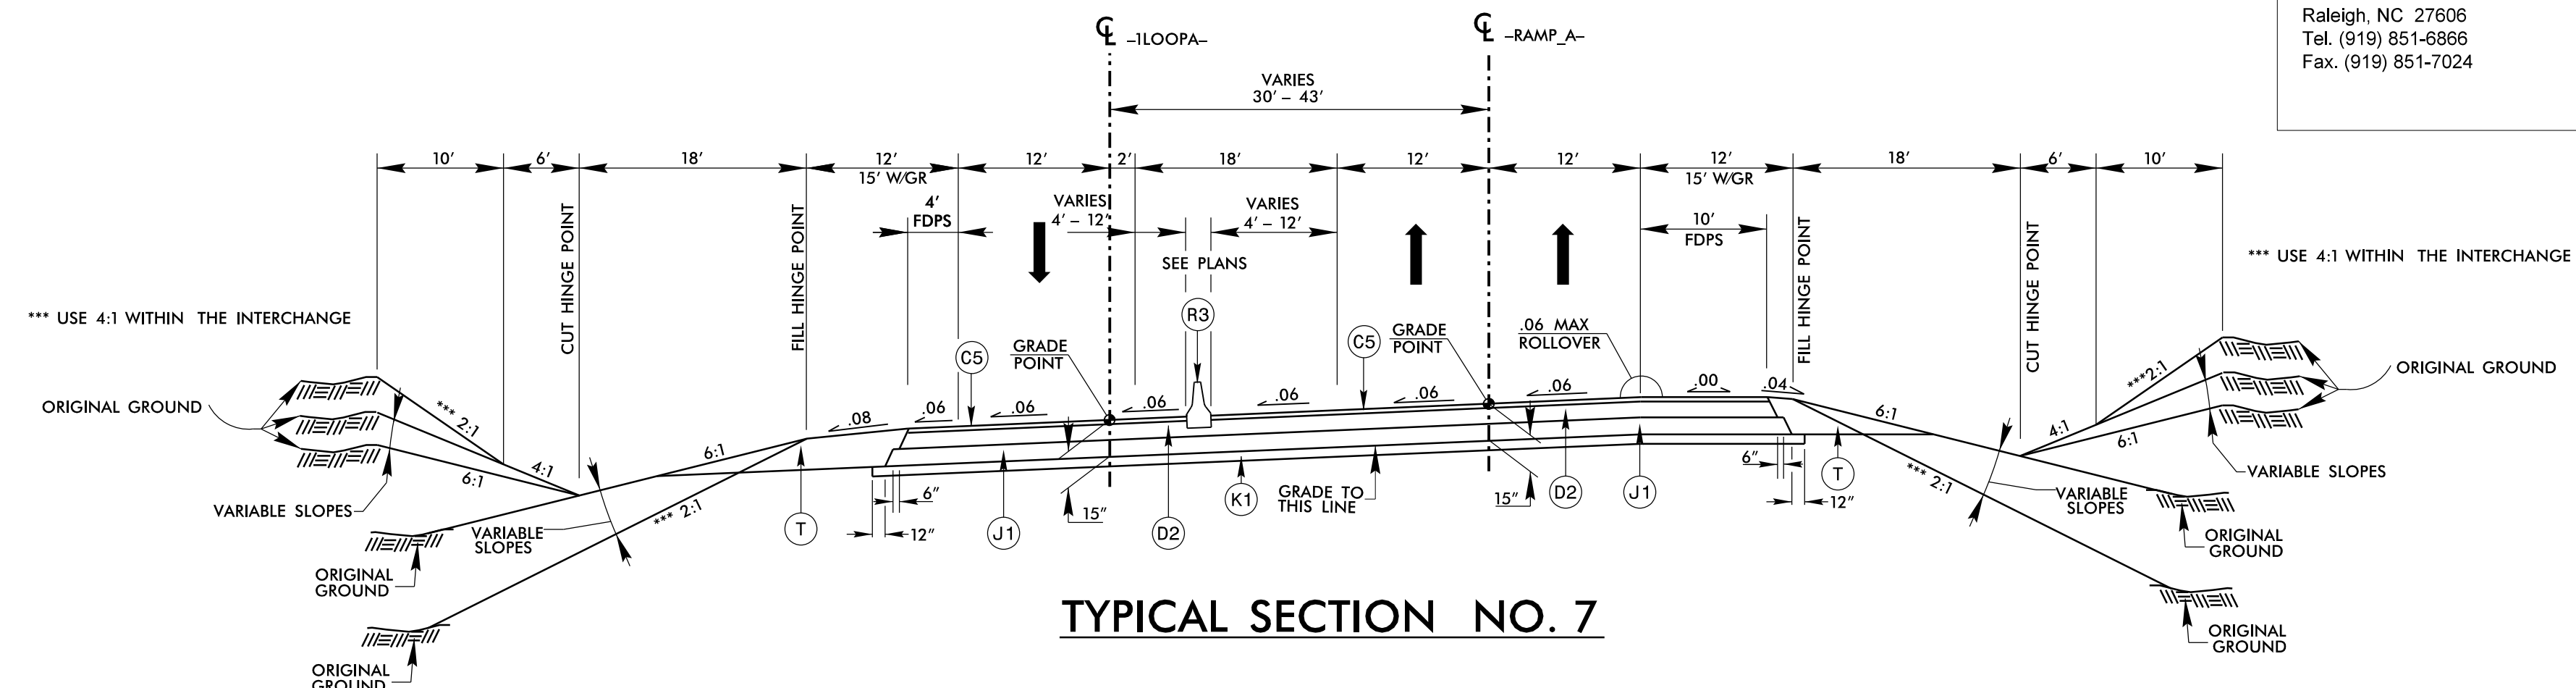 Raleigh, NC 27606
Tel. (919) 851-6866
Fax. (919) 851-7024
℄ –1LOOPA–
℄ –RAMP_A–
VARIES
30' – 43'
10'
6'
18'
12'
15' W/GR
12'
2'
18'
12'
12'
12'
15' W/GR
18'
6'
10'
4'
FDPS
VARIES
4' – 12'
VARIES
4' – 12'
10'
FDPS
SEE PLANS
CUT HINGE POINT
FILL HINGE POINT
FILL HINGE POINT
CUT HINGE POINT
*** USE 4:1 WITHIN THE INTERCHANGE
*** USE 4:1 WITHIN THE INTERCHANGE
R3
C5
C5
GRADE
POINT
GRADE
POINT
.06 MAX
ROLLOVER
ORIGINAL GROUND
ORIGINAL GROUND
*** 2:1
4:1
6:1
6:1
.08
.06
.06
.06
.06
.06
.06
.00
.04
6:1
***2:1
4:1
6:1
VARIABLE SLOPES
VARIABLE SLOPES
VARIABLE
SLOPES
*** 2:1
*** 2:1
VARIABLE
SLOPES
T
6"
12"
J1
15"
D2
K1
GRADE TO
THIS LINE
15"
D2
J1
6"
12"
T
ORIGINAL
GROUND
ORIGINAL
GROUND
ORIGINAL
GROUND
ORIGINAL
GROUND
TYPICAL SECTION NO. 7